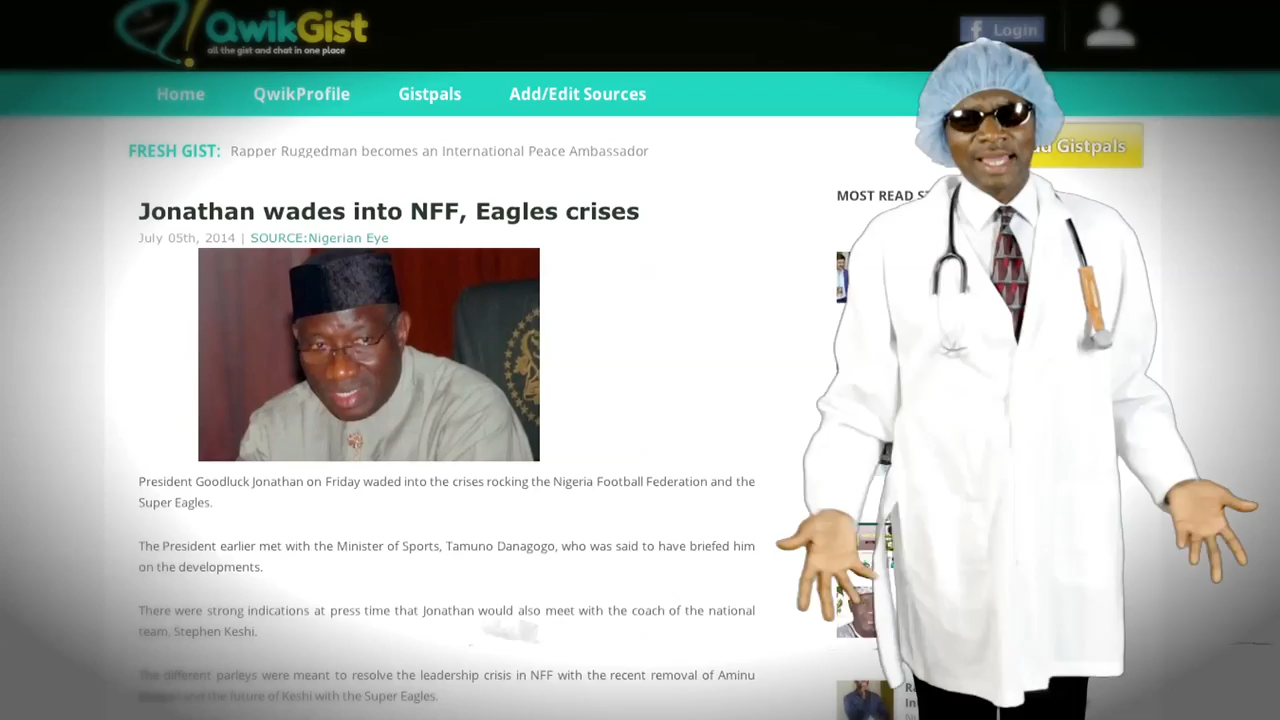 QwikGist
all the gist and chat in one place
f Login
Home QwikProfile Gistpals Add/Edit Sources
FRESH GIST: Rapper Ruggedman becomes an International Peace Ambassador
Gistpals
Jonathan wades into NFF, Eagles crises
MOST READ
July 05th, 2014 | SOURCE:Nigerian Eye
President Goodluck Jonathan on Friday waded into the crises rocking the Nigeria Football Federation and the
Super Eagles.
The President earlier met with the Minister of Sports, Tamuno Danagogo, who was said to have briefed him
on the developments.
There were strong indications at press time that Jonathan would also meet with the coach of the national
team, Stephen Keshi.
The different parleys were meant to resolve the leadership crisis in NFF with the recent removal of Aminu
and the future of Keshi with the Super Eagles.